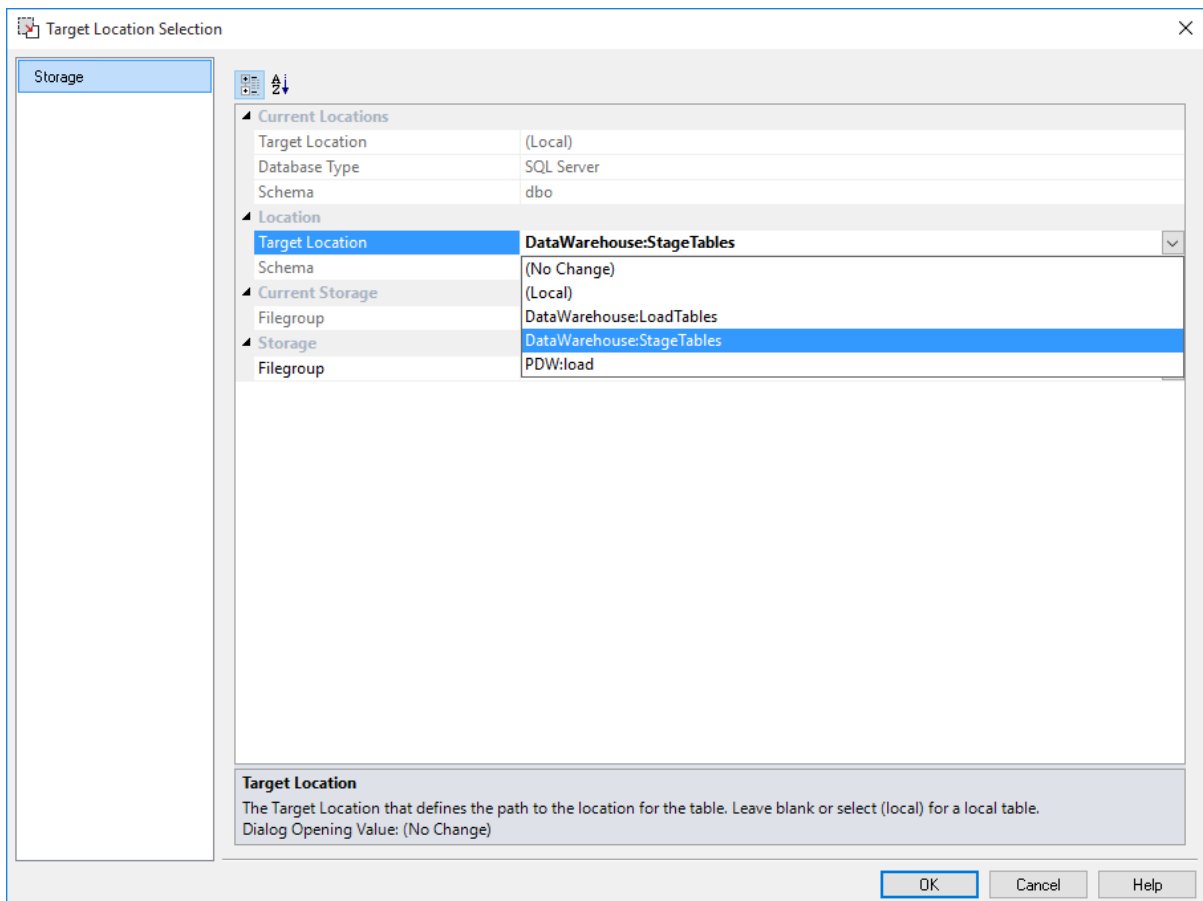 Target Location Selection
Storage
Current Locations
Target Location (Local)
Database Type SQL Server
Schema dbo
Location
Target Location DataWarehouse:StageTables
Schema (No Change)
(Local)
Current Storage
Filegroup DataWarehouse:LoadTables
Storage DataWarehouse:StageTables
Filegroup PDW:load
Target Location
The Target Location that defines the path to the location for the table. Leave blank or select (local) for a local table.
Dialog Opening Value: (No Change)
OK Cancel Help